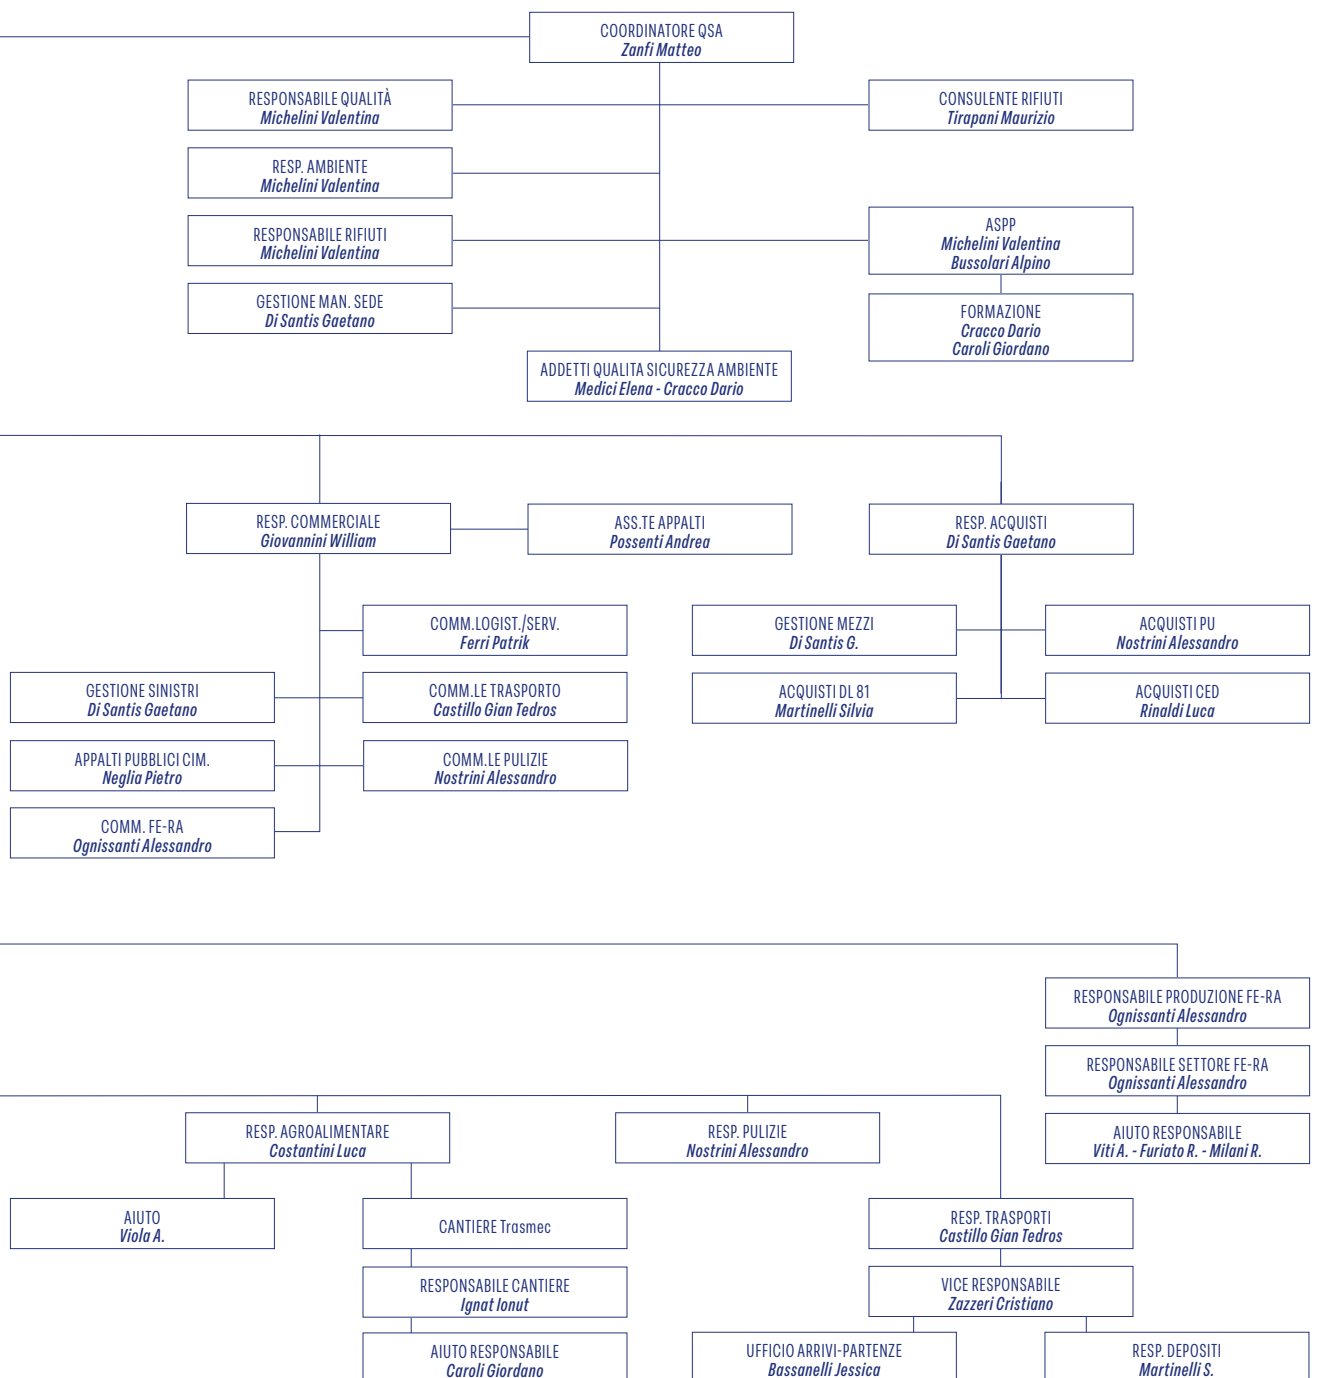 COORDINATORE QSA
Zanfi Matteo
RESPONSABILE QUALITÀ
Michelini Valentina
CONSULENTE RIFIUTI
Tirapani Maurizio
RESP. AMBIENTE
Michelini Valentina
RESPONSABILE RIFIUTI
Michelini Valentina
ASPP
Michelini Valentina
Bussolari Alpino
GESTIONE MAN. SEDE
Di Santis Gaetano
FORMAZIONE
Cracco Dario
Caroli Giordano
ADDETTI QUALITA SICUREZZA AMBIENTE
Medici Elena - Cracco Dario
RESP. COMMERCIALE
Giovannini William
ASS.TE APPALTI
Possenti Andrea
RESP. ACQUISTI
Di Santis Gaetano
COMM.LOGIST./SERV.
Ferri Patrik
GESTIONE MEZZI
Di Santis G.
ACQUISTI PU
Nostrini Alessandro
GESTIONE SINISTRI
Di Santis Gaetano
COMM.LE TRASPORTO
Castillo Gian Tedros
ACQUISTI DL 81
Martinelli Silvia
ACQUISTI CED
Rinaldi Luca
APPALTI PUBBLICI CIM.
Neglia Pietro
COMM.LE PULIZIE
Nostrini Alessandro
COMM. FE-RA
Ognissanti Alessandro
RESPONSABILE PRODUZIONE FE-RA
Ognissanti Alessandro
RESPONSABILE SETTORE FE-RA
Ognissanti Alessandro
RESP. AGROALIMENTARE
Costantini Luca
RESP. PULIZIE
Nostrini Alessandro
AIUTO RESPONSABILE
Viti A. - Furiato R. - Milani R.
AIUTO
Viola A.
CANTIERE Trasmec
RESP. TRASPORTI
Castillo Gian Tedros
RESPONSABILE CANTIERE
Ignat Ionut
VICE RESPONSABILE
Zazzeri Cristiano
AIUTO RESPONSABILE
Caroli Giordano
UFFICIO ARRIVI-PARTENZE
Bassanelli Jessica
RESP. DEPOSITI
Martinelli S.